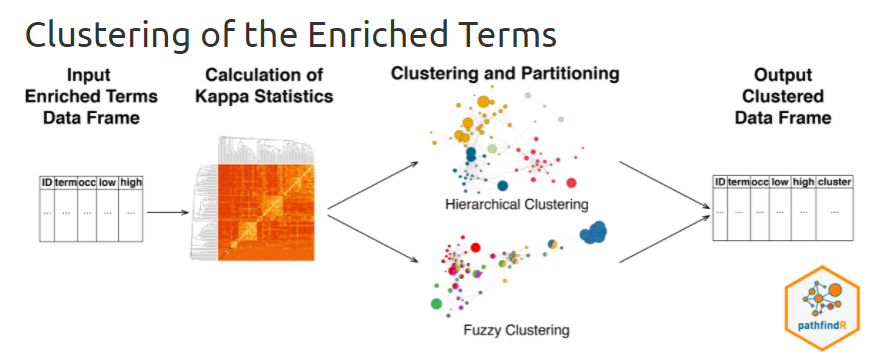 Clustering of the Enriched Terms
Input
Enriched Terms
Data Frame
Calculation of
Kappa Statistics
Clustering and Partitioning
Output
Clustered
Data Frame
ID term occ low high
... ... ... ... ...
Hierarchical Clustering
Fuzzy Clustering
ID term occ low high cluster
... ... ... ... ... ...
pathfindR